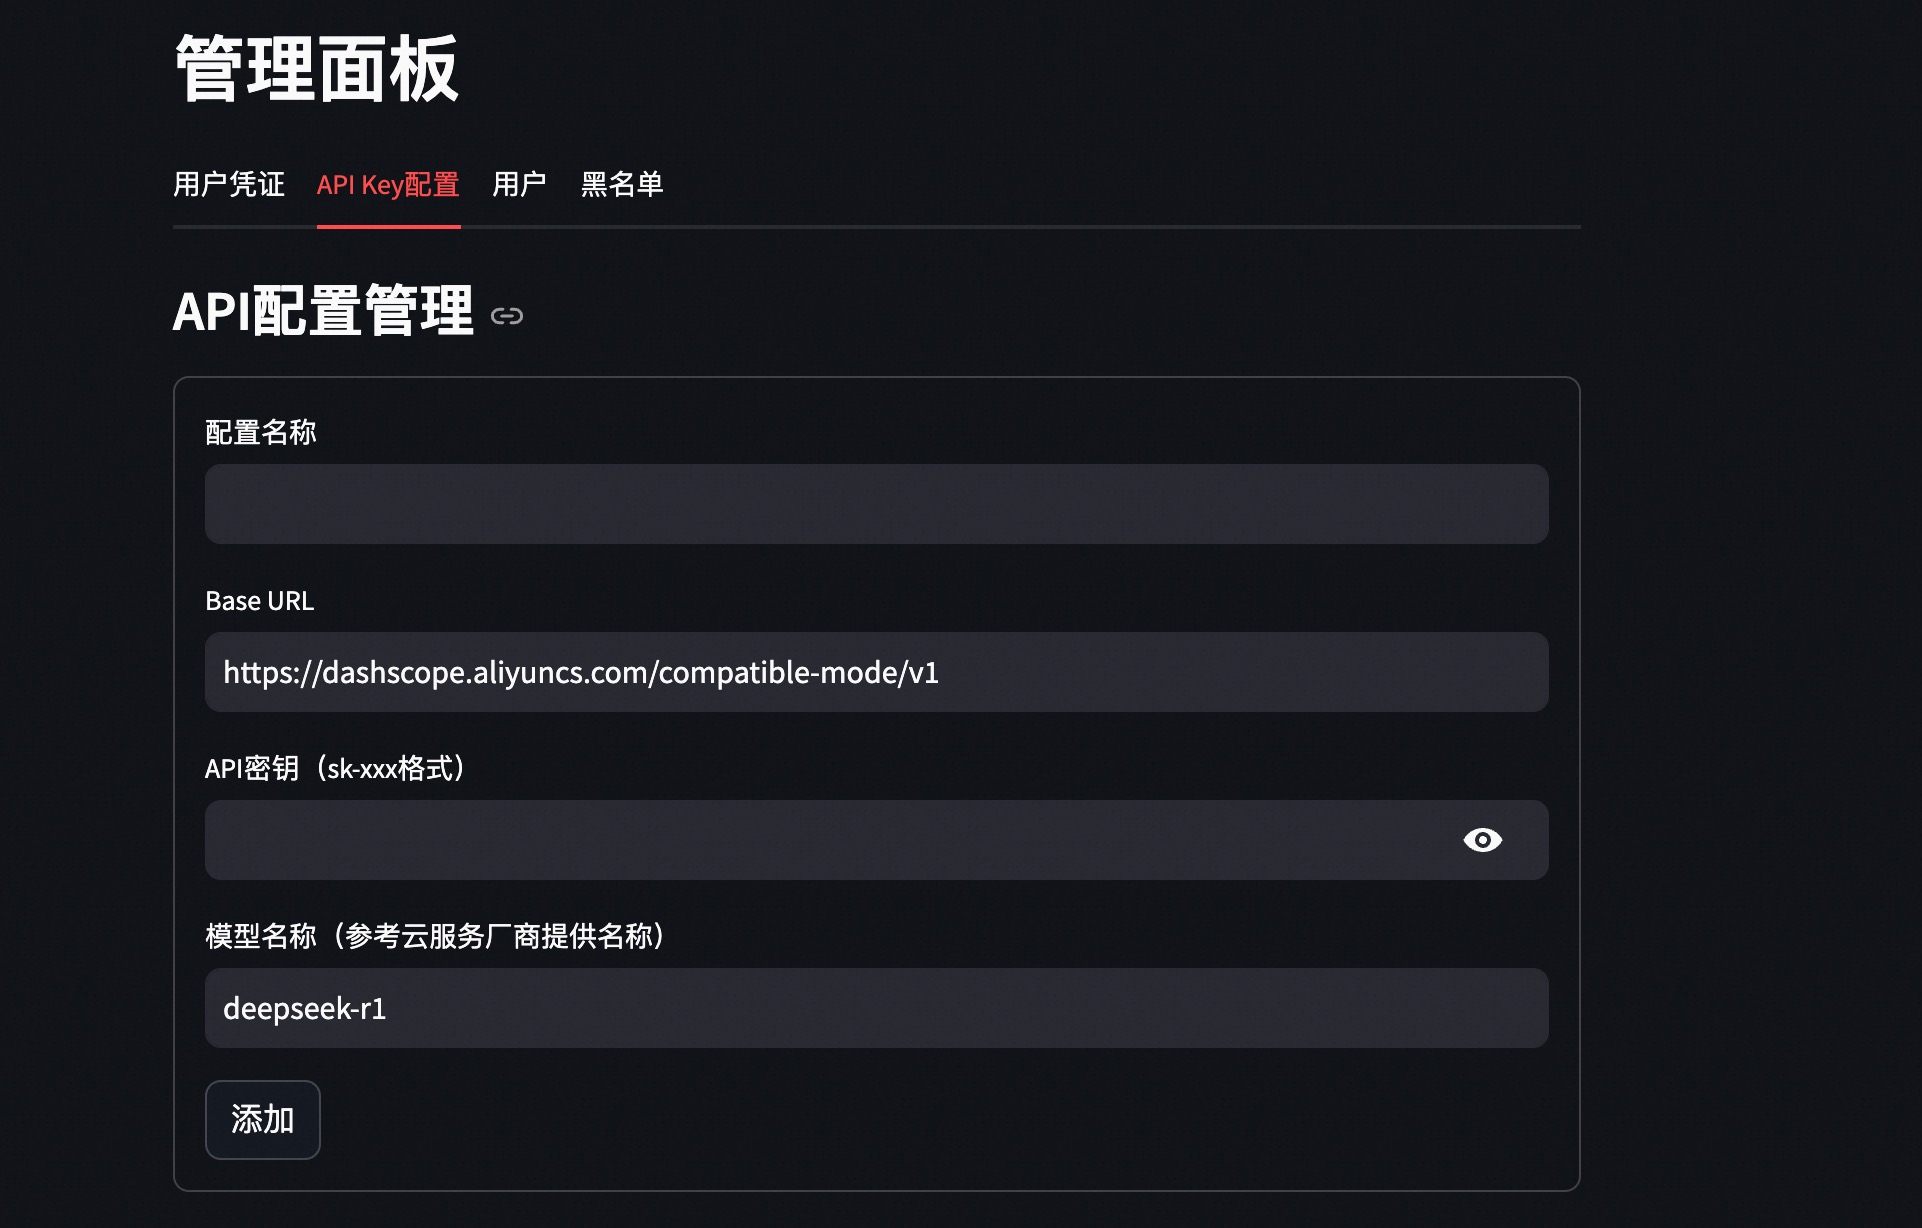 管理面板
用户凭证 API Key配置 用户 黑名单
API配置管理
配置名称
Base URL
https://dashscope.aliyuncs.com/compatible-mode/v1
API密钥（sk-xxx格式）
模型名称（参考云服务厂商提供名称）
deepseek-r1
添加